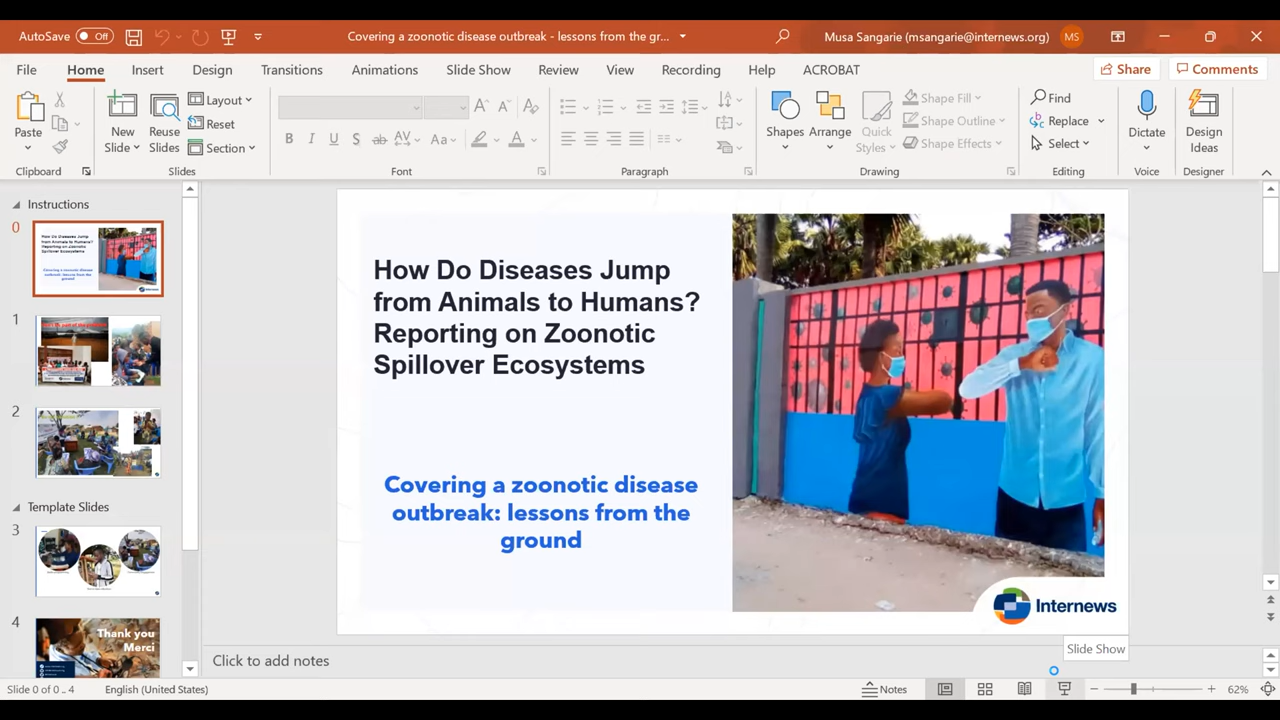 AutoSave Off
Covering a zoonotic disease outbreak - lessons from the gr...
Musa Sangarie (msangarie@internews.org) MS
File Home Insert Design Transitions Animations Slide Show Review View Recording Help ACROBAT
Share Comments
Paste
New Slide
Reuse Slides
Layout
Reset
Section
B I U S ab AV Aa A
Shapes
Arrange
Quick Styles
Shape Fill
Shape Outline
Shape Effects
Find
Replace
Select
Dictate
Design Ideas
Clipboard Slides Font Paragraph Drawing Editing Voice Designer
Instructions
0
1
2
Template Slides
3
4
Thank you
Merci
How Do Diseases Jump
from Animals to Humans?
Reporting on Zoonotic
Spillover Ecosystems
Covering a zoonotic disease
outbreak: lessons from the
ground
Internews
Slide Show
Click to add notes
Slide 0 of 0 .. 4 English (United States) Notes 62%